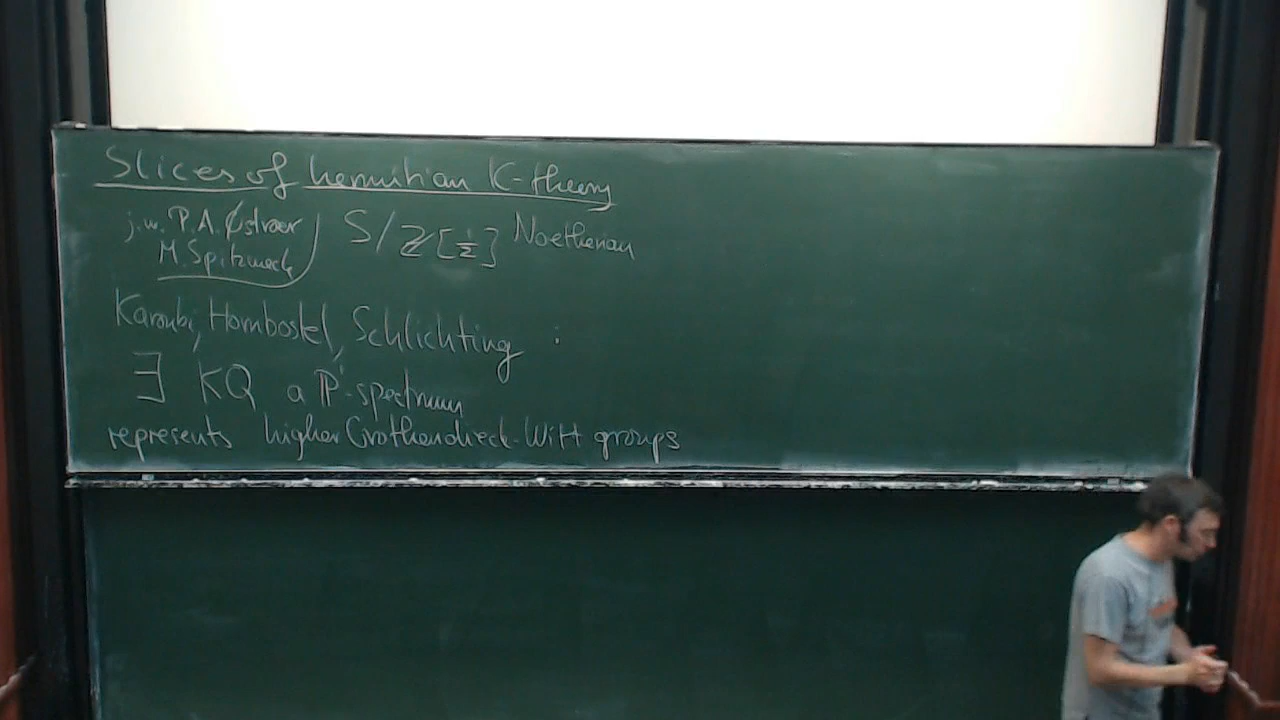 Slices of hermitian K-theory
j.w. P.A. Østvær
M. Spitzweck
S/ℤ[½] Noetherian
Karoubi, Hornbostel, Schlichting :
∃ KQ a ℙ¹-spectrum
represents higher Grothendieck-Witt groups